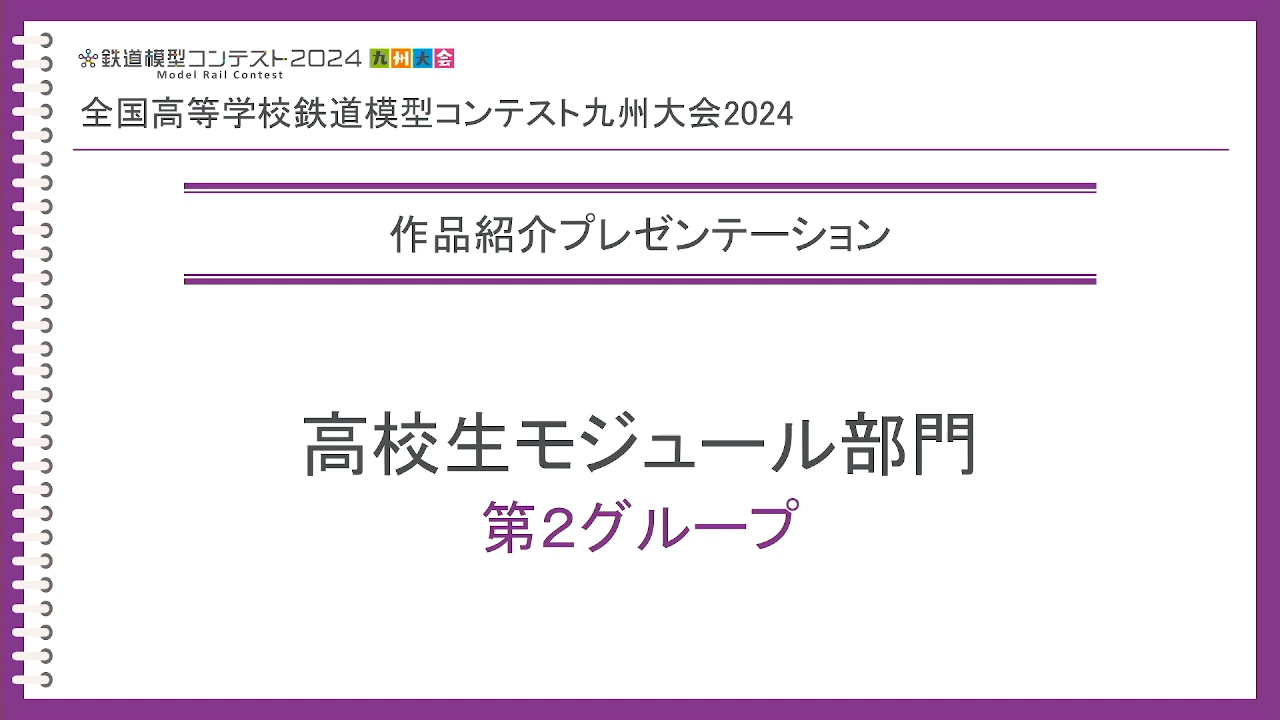 鉄道模型コンテスト2024 九州大会
Model Rail Contest
全国高等学校鉄道模型コンテスト九州大会2024
作品紹介プレゼンテーション
高校生モジュール部門
第２グループ